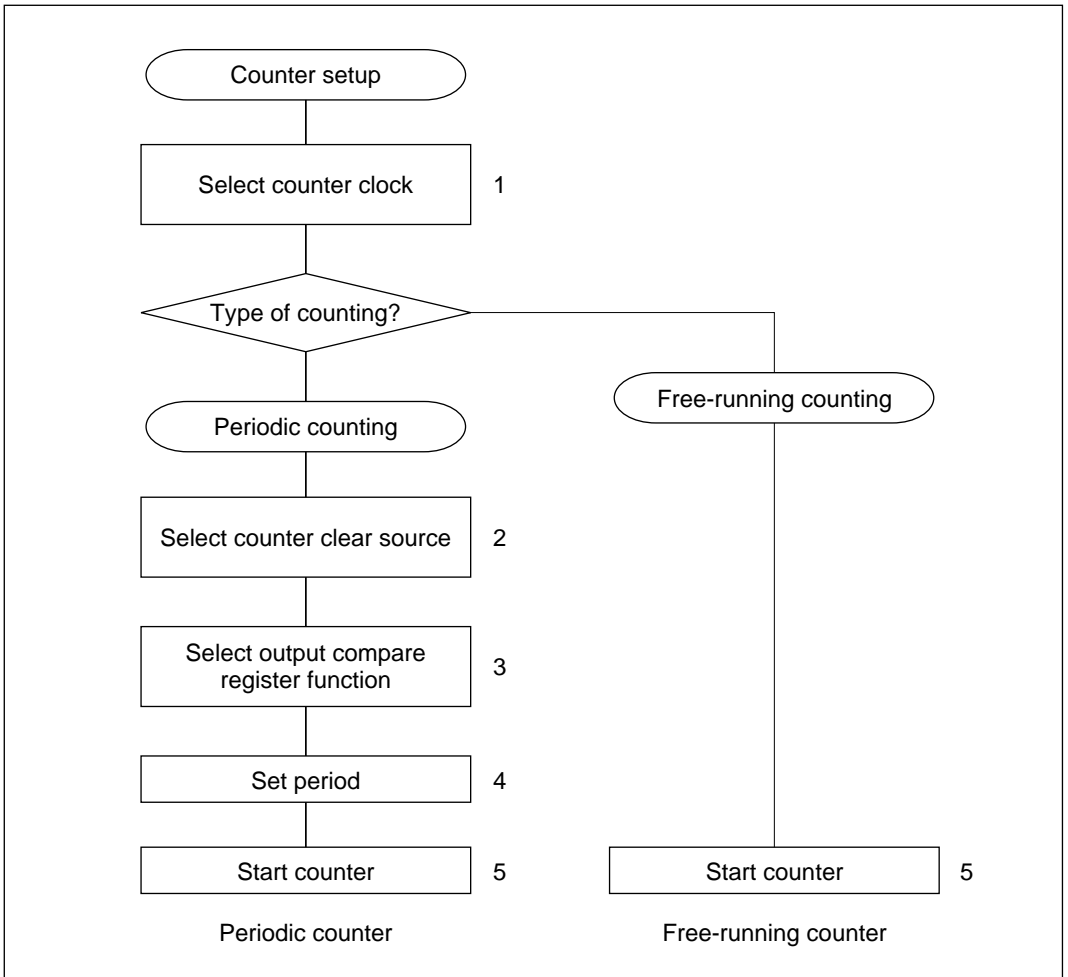 Counter setup
Select counter clock 1
Type of counting?
Free-running counting
Periodic counting
Select counter clear source 2
Select output compare
register function 3
Set period 4
Start counter 5
Start counter 5
Periodic counter
Free-running counter